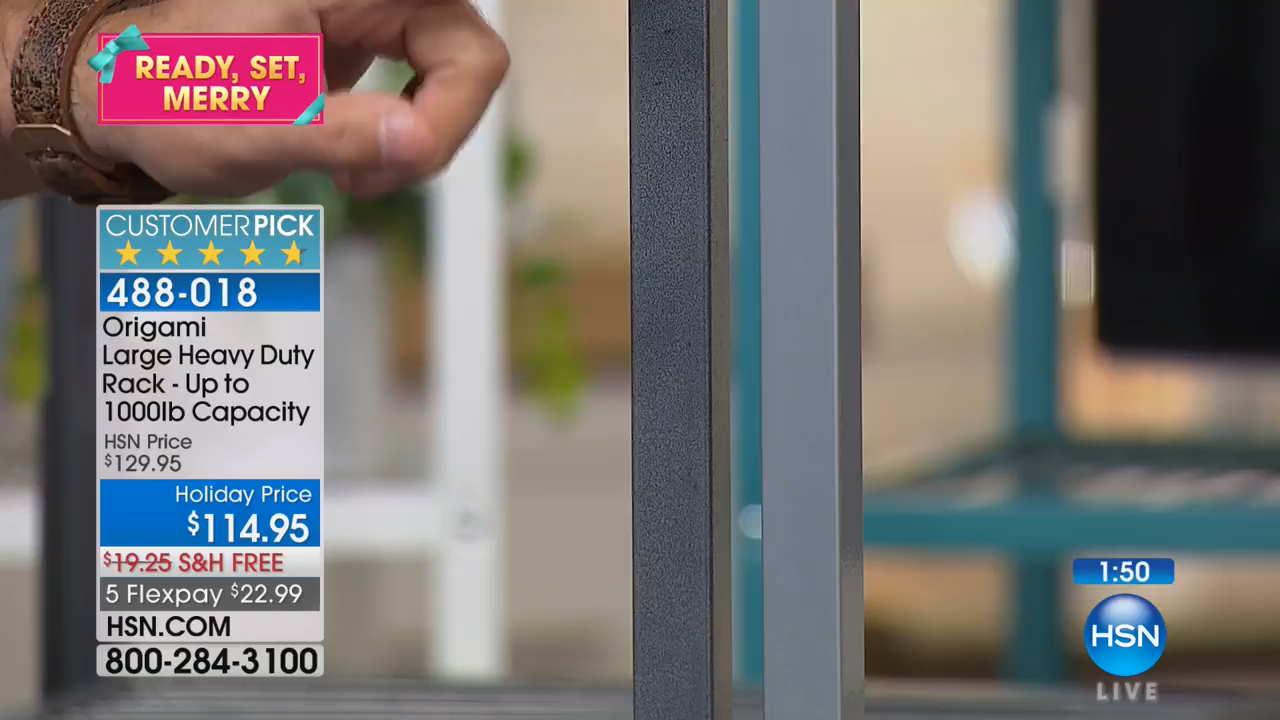 READY, SET,
MERRY
CUSTOMER PICK
488-018
Origami
Large Heavy Duty
Rack - Up to
1000lb Capacity
HSN Price
$129.95
Holiday Price
$114.95
$19.25 S&H FREE
5 Flexpay $22.99
HSN.COM
800-284-3100
1:50
HSN
LIVE